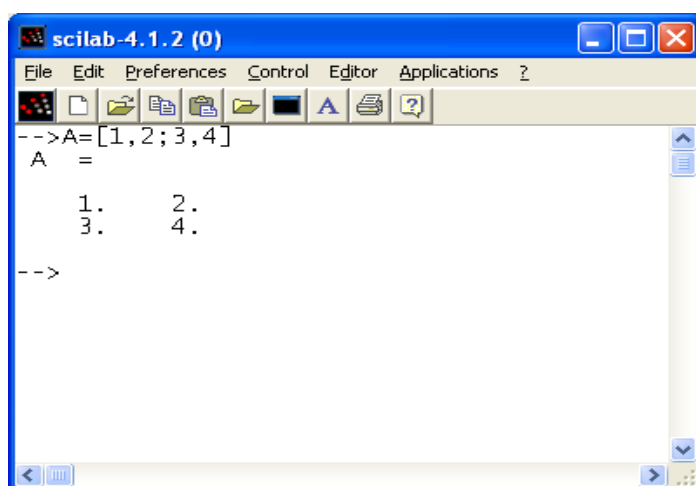 scilab-4.1.2 (0)
File Edit Preferences Control Editor Applications ?
-->A=[1,2;3,4]
A =
1. 2.
3. 4.
-->